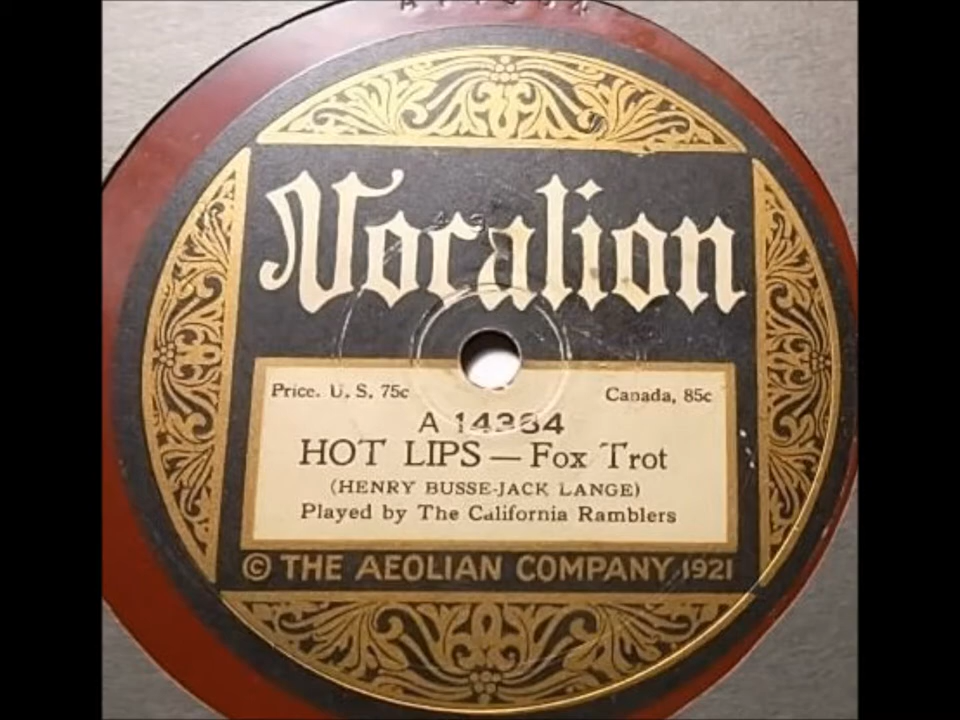 Vocalion
Price. U. S. 75c
Canada, 85c
A 14384
HOT LIPS — Fox Trot
(HENRY BUSSE-JACK LANGE)
Played by The California Ramblers
© THE AEOLIAN COMPANY 1921